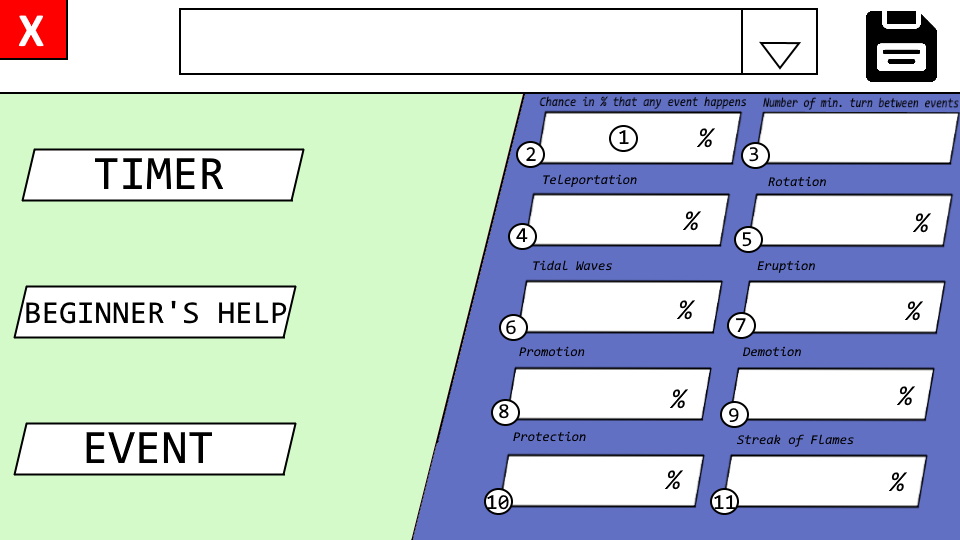 X
Chance in % that any event happens
Number of min. turn between events
1
%
2
3
TIMER
Teleportation
Rotation
%
%
4
5
Tidal Waves
Eruption
BEGINNER'S HELP
%
%
6
7
Promotion
Demotion
%
%
8
9
Protection
Streak of Flames
EVENT
%
%
10
11